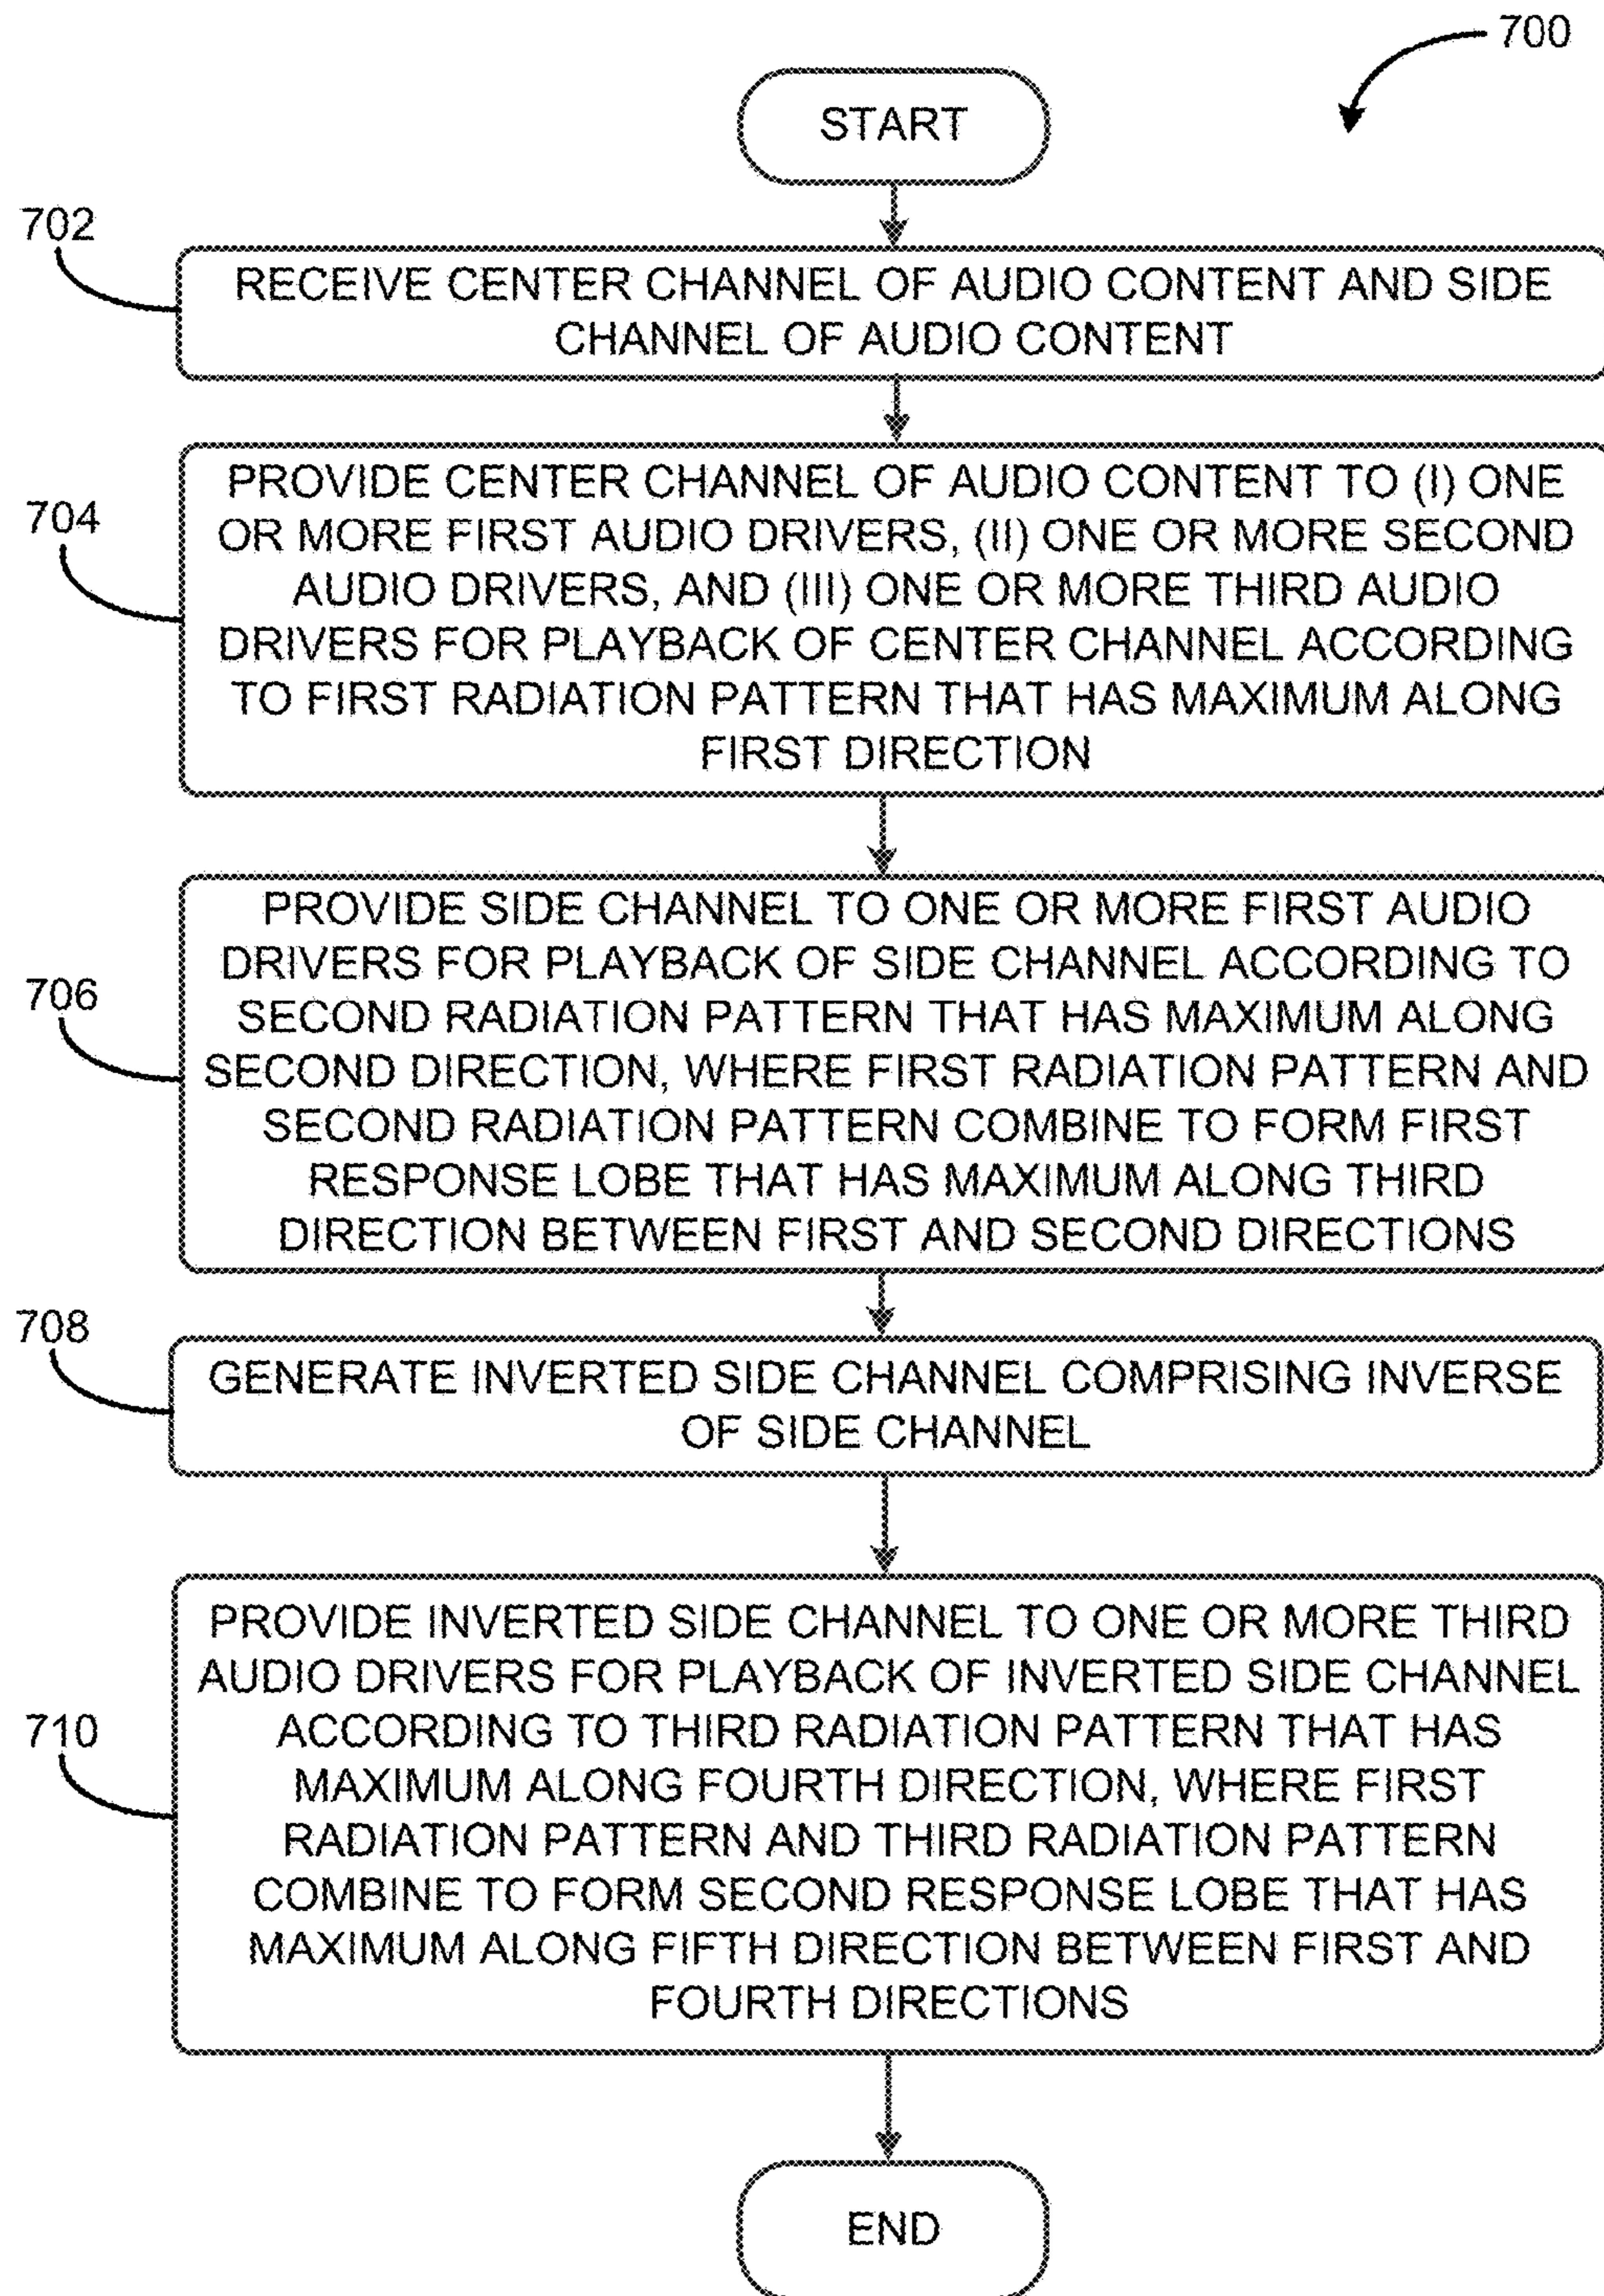 700
START
702
RECEIVE CENTER CHANNEL OF AUDIO CONTENT AND SIDE
CHANNEL OF AUDIO CONTENT
704
PROVIDE CENTER CHANNEL OF AUDIO CONTENT TO (I) ONE
OR MORE FIRST AUDIO DRIVERS, (II) ONE OR MORE SECOND
AUDIO DRIVERS, AND (III) ONE OR MORE THIRD AUDIO
DRIVERS FOR PLAYBACK OF CENTER CHANNEL ACCORDING
TO FIRST RADIATION PATTERN THAT HAS MAXIMUM ALONG
FIRST DIRECTION
706
PROVIDE SIDE CHANNEL TO ONE OR MORE FIRST AUDIO
DRIVERS FOR PLAYBACK OF SIDE CHANNEL ACCORDING TO
SECOND RADIATION PATTERN THAT HAS MAXIMUM ALONG
SECOND DIRECTION, WHERE FIRST RADIATION PATTERN AND
SECOND RADIATION PATTERN COMBINE TO FORM FIRST
RESPONSE LOBE THAT HAS MAXIMUM ALONG THIRD
DIRECTION BETWEEN FIRST AND SECOND DIRECTIONS
708
GENERATE INVERTED SIDE CHANNEL COMPRISING INVERSE
OF SIDE CHANNEL
710
PROVIDE INVERTED SIDE CHANNEL TO ONE OR MORE THIRD
AUDIO DRIVERS FOR PLAYBACK OF INVERTED SIDE CHANNEL
ACCORDING TO THIRD RADIATION PATTERN THAT HAS
MAXIMUM ALONG FOURTH DIRECTION, WHERE FIRST
RADIATION PATTERN AND THIRD RADIATION PATTERN
COMBINE TO FORM SECOND RESPONSE LOBE THAT HAS
MAXIMUM ALONG FIFTH DIRECTION BETWEEN FIRST AND
FOURTH DIRECTIONS
END